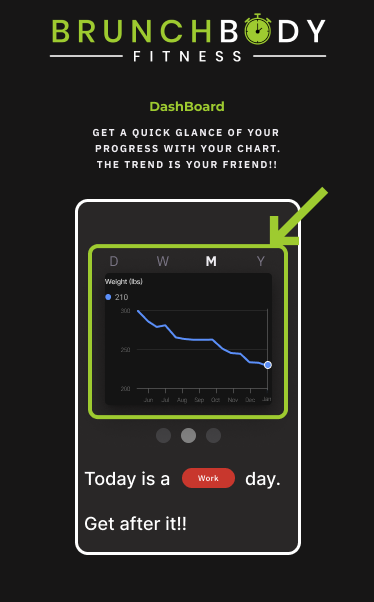 BRUNCHBODY
FITNESS
DashBoard
GET A QUICK GLANCE OF YOUR
PROGRESS WITH YOUR CHART.
THE TREND IS YOUR FRIEND!!
D W M Y
Weight (lbs)
210
300
250
200
Jun Jul Aug Sep Oct Nov Dec Jan
Today is a Work day.
Get after it!!